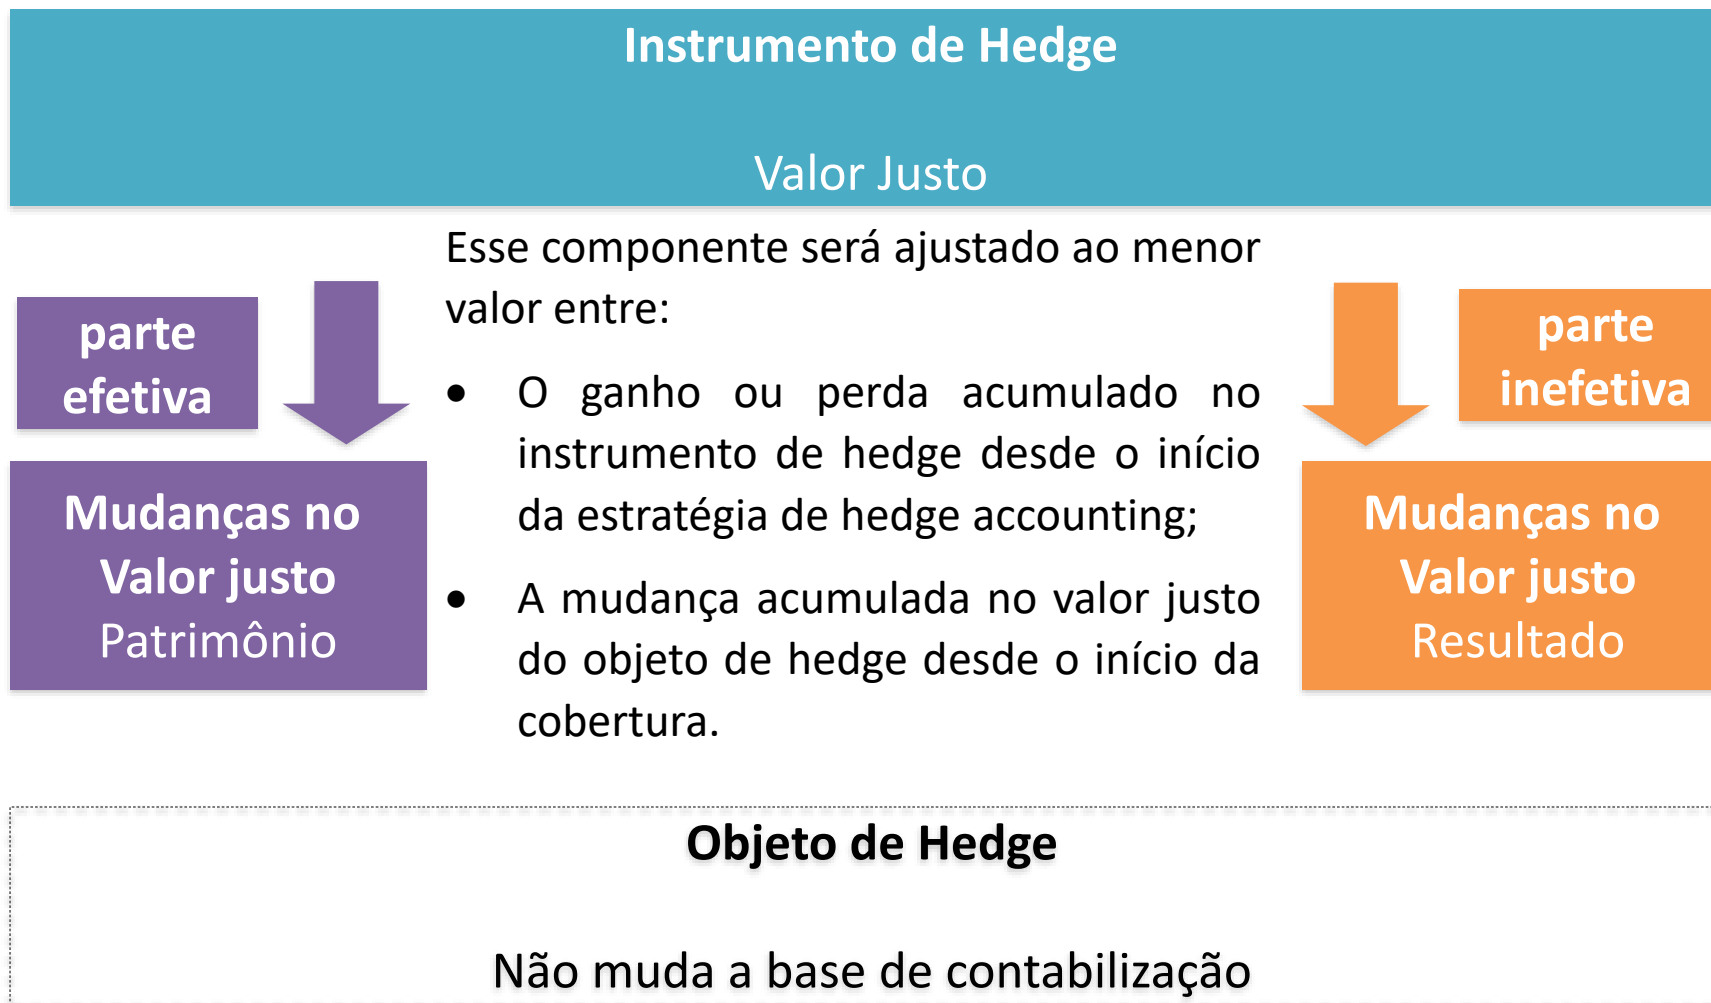 Instrumento de Hedge
Valor Justo
Esse componente será ajustado ao menor
valor entre:
parte
efetiva
• O ganho ou perda acumulado no
instrumento de hedge desde o início
da estratégia de hedge accounting;
• A mudança acumulada no valor justo
do objeto de hedge desde o início da
cobertura.
parte
inefetiva
Mudanças no
Valor justo
Patrimônio
Mudanças no
Valor justo
Resultado
Objeto de Hedge
Não muda a base de contabilização